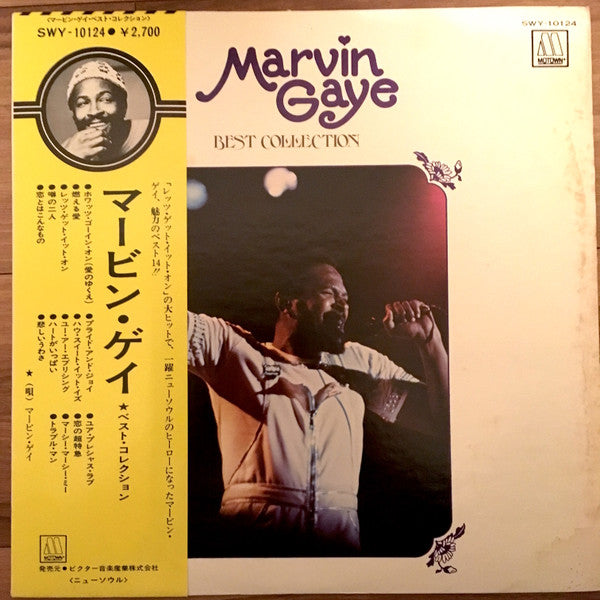 〈マービン・ゲイ・ベスト・コレクション〉
SWY-10124● ¥2,700
マービン・ゲイ
★ベスト・コレクション
●ホワッツ・ゴーイン・オン(愛のゆくえ)
●燃える愛
●レッツ・ゲット・イット・オン
●噂の二人
●恋とはこんなもの
●プライド・アンド・ジョイ
●ハウ・スイート・イット・イズ
●ユー・アー・エブリシング
●ハートがいっぱい
●悲しいうわさ
●ユア・プレシャス・ラブ
●恋の超特急
●マーシー・マーシー・ミー
●トラブル・マン
★〈唄〉マービン・ゲイ
MOTOWN
発売元●ビクター音楽産業株式会社
〈ニューソウル〉
SWY-10124
MOTOWN
Marvin
Gaye
BEST COLLECTION
「レッツ・ゲット・イット・オン」の大ヒットで、一躍ニューソウルのヒーローになったマービン・
ゲイ、魅力のベスト14!!